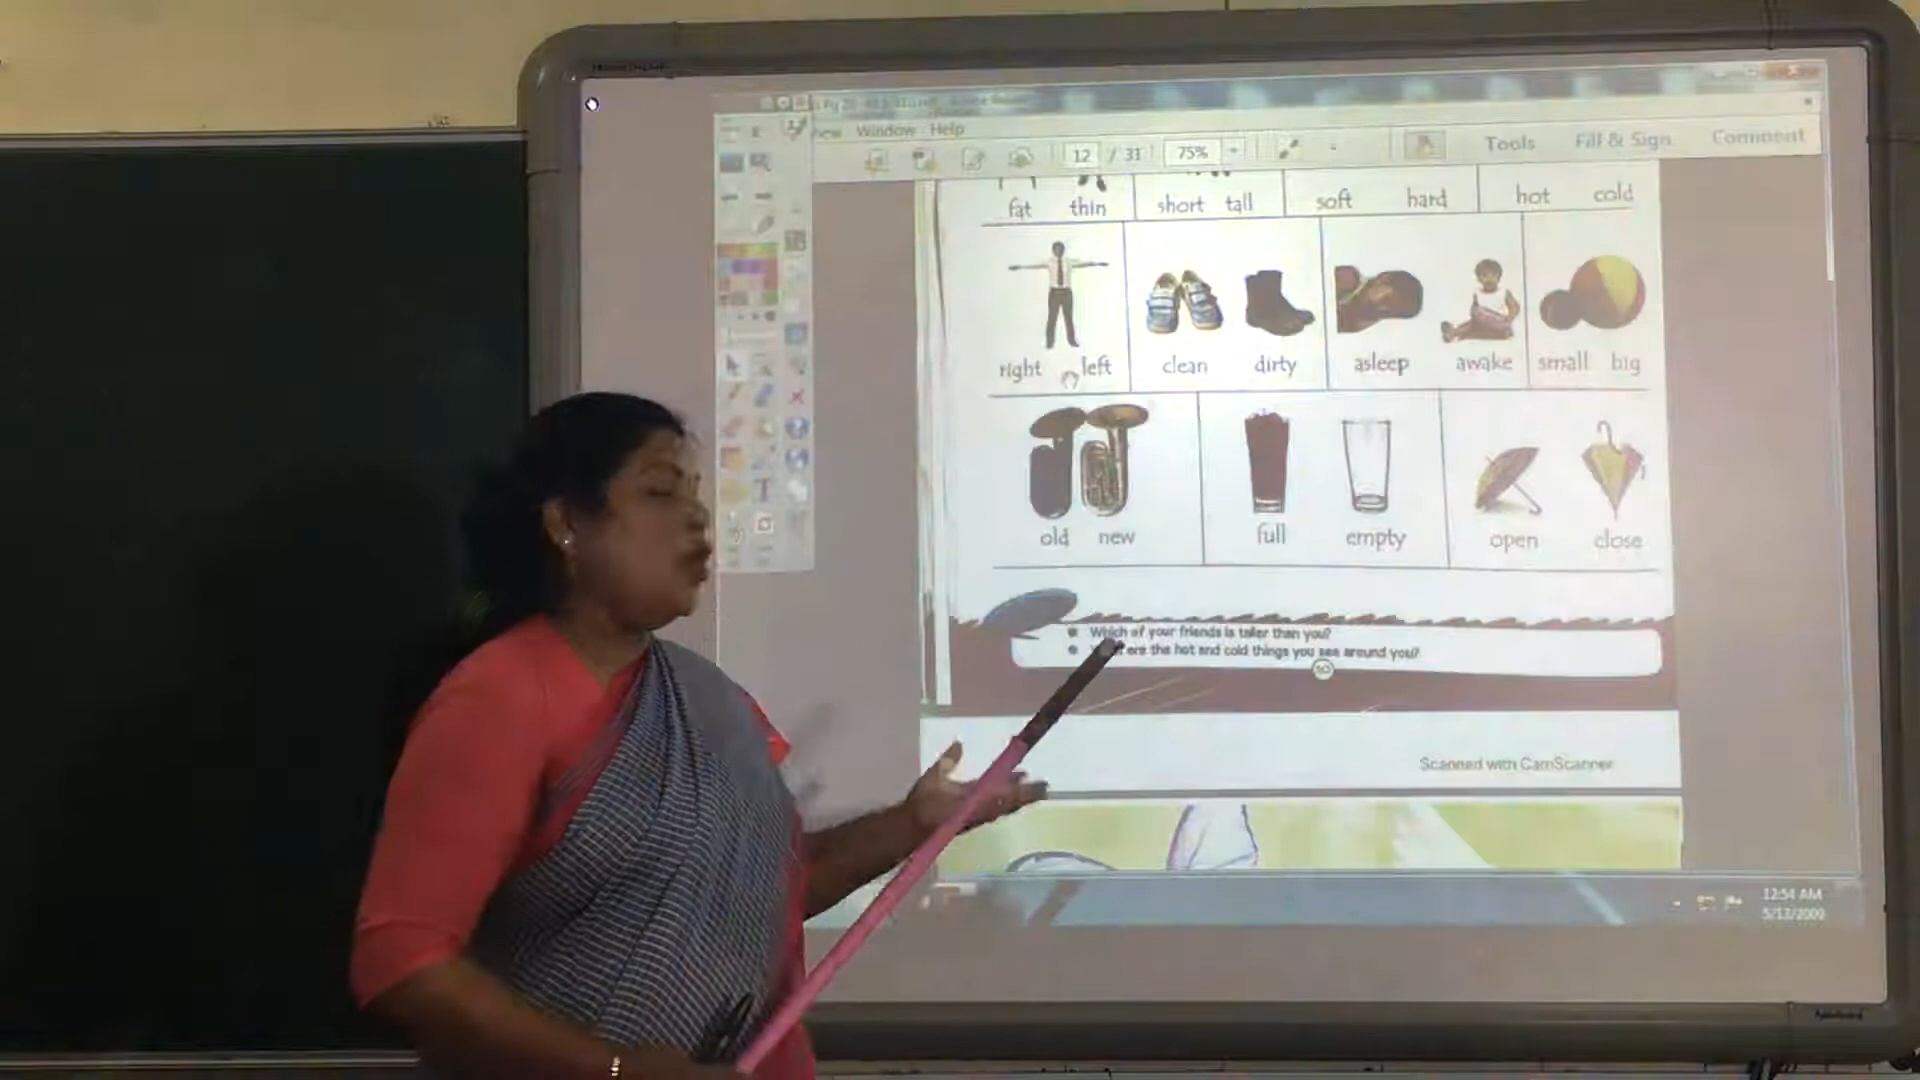 Window Help
12 / 31 75% Tools Fill & Sign Comment
fat thin short tall soft hard hot cold
right left clean dirty asleep awake small big
old new full empty open close
Which of your friends is taller than you?
are the hot and cold things you see around you?
Scanned with CamScanner
12:54 AM
5/13/2000